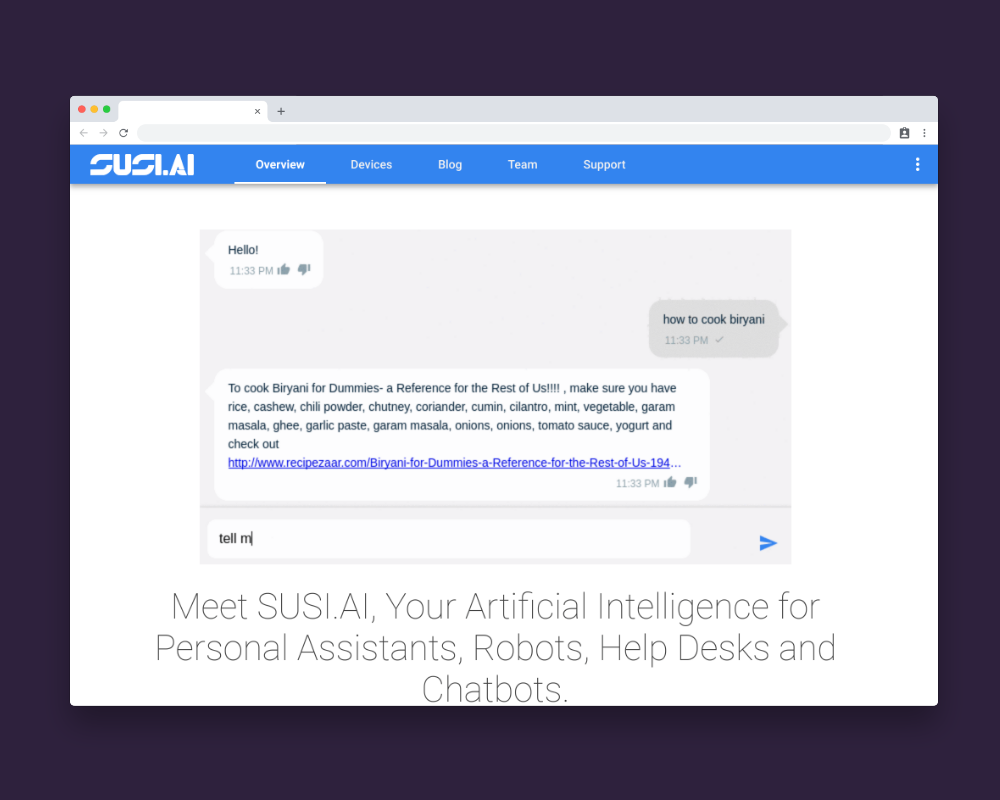 SUSI.AI
Overview
Devices
Blog
Team
Support
Hello!
11:33 PM
how to cook biryani
11:33 PM
To cook Biryani for Dummies- a Reference for the Rest of Us!!!! , make sure you have
rice, cashew, chili powder, chutney, coriander, cumin, cilantro, mint, vegetable, garam
masala, ghee, garlic paste, garam masala, onions, onions, tomato sauce, yogurt and
check out
http://www.recipezaar.com/Biryani-for-Dummies-a-Reference-for-the-Rest-of-Us-194...
11:33 PM
tell m
Meet SUSI.AI, Your Artificial Intelligence for
Personal Assistants, Robots, Help Desks and
Chatbots.